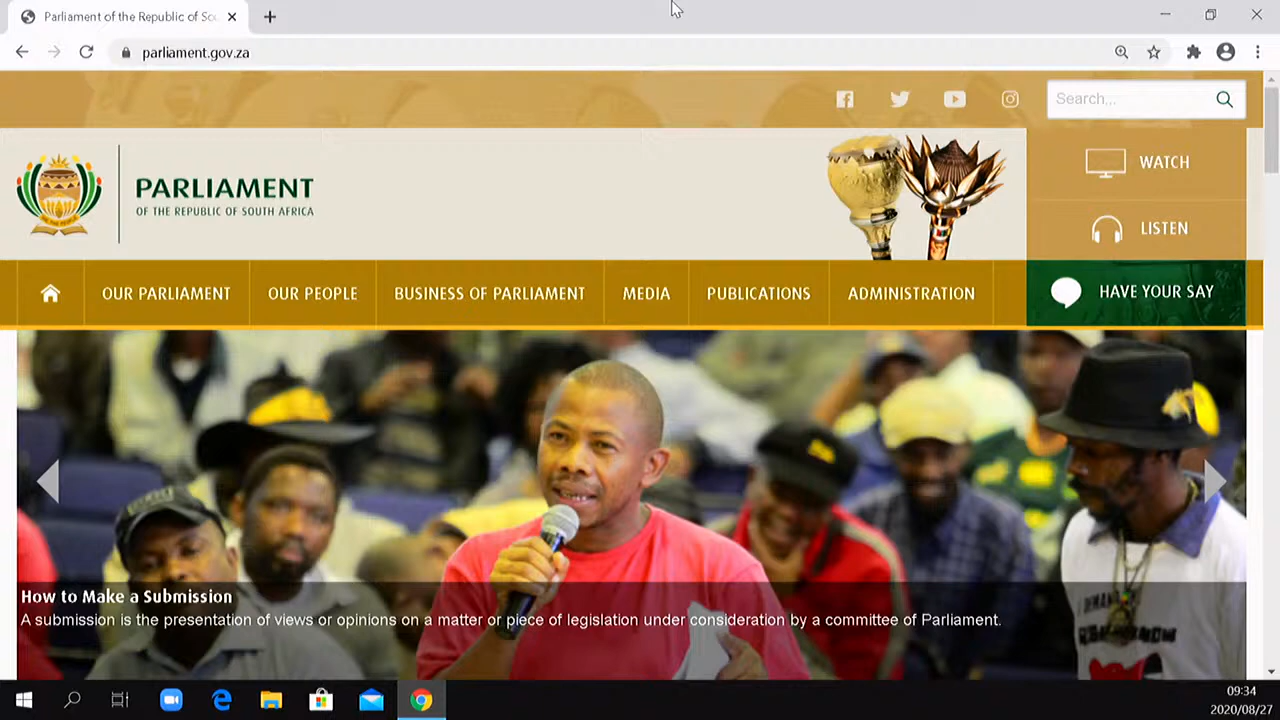 Parliament of the Republic of So
parliament.gov.za
Search...
WATCH
PARLIAMENT
OF THE REPUBLIC OF SOUTH AFRICA
LISTEN
OUR PARLIAMENT
OUR PEOPLE
BUSINESS OF PARLIAMENT
MEDIA
PUBLICATIONS
ADMINISTRATION
HAVE YOUR SAY
How to Make a Submission
A submission is the presentation of views or opinions on a matter or piece of legislation under consideration by a committee of Parliament.
09:34
2020/08/27